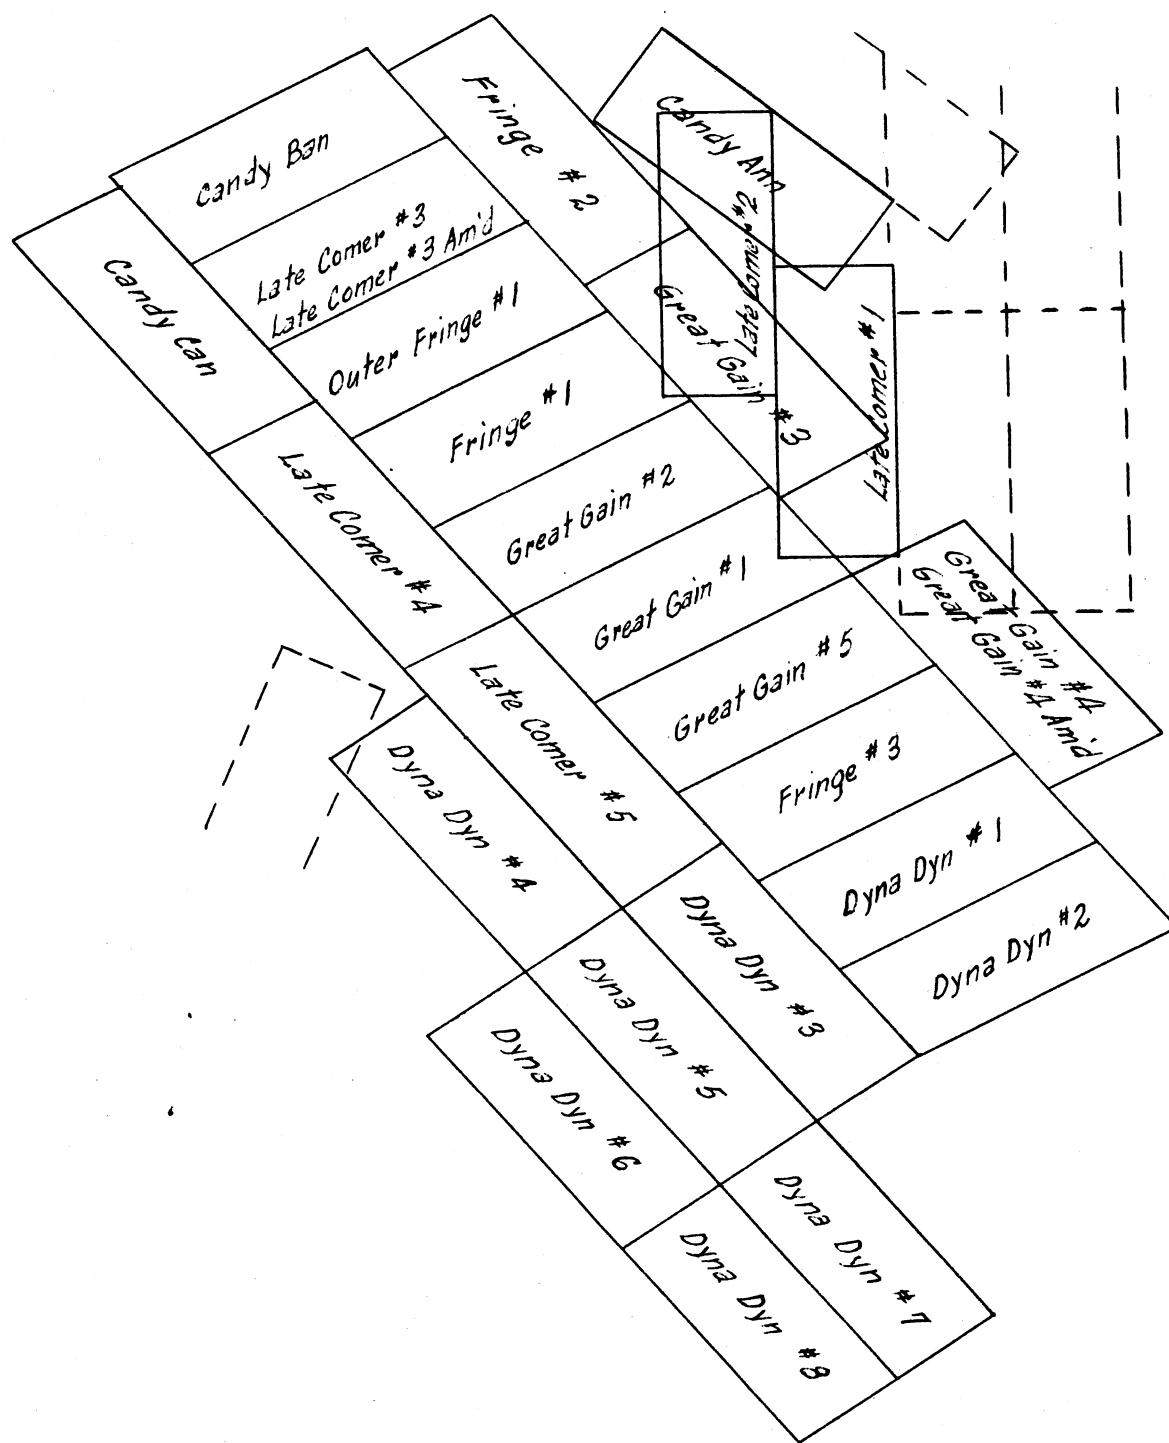 Fringe #2
Candy Ann
Candy Ban
Late Comer #2
Late Comer #3
Late Comer #3 Am'd
Candy Can
Outer Fringe #1
Great Gain #3
Late Comer #1
Fringe #1
Late Comer #4
Great Gain #2
Great Gain #1
Great Gain #4
Great Gain #4 Am'd
Great Gain #5
Late Comer #5
Fringe #3
Dyna Dyn #4
Dyna Dyn #1
Dyna Dyn #2
Dyna Dyn #3
Dyna Dyn #5
Dyna Dyn #6
Dyna Dyn #7
Dyna Dyn #8